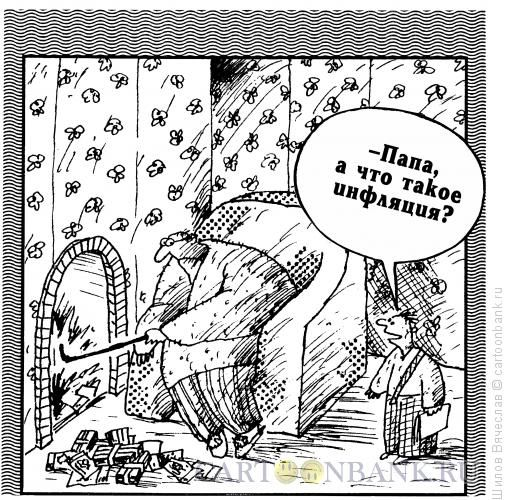 –Папа,
а что такое
инфляция?
CARTOONBANK.RU
Шилов Вячеслав © cartoonbank.ru